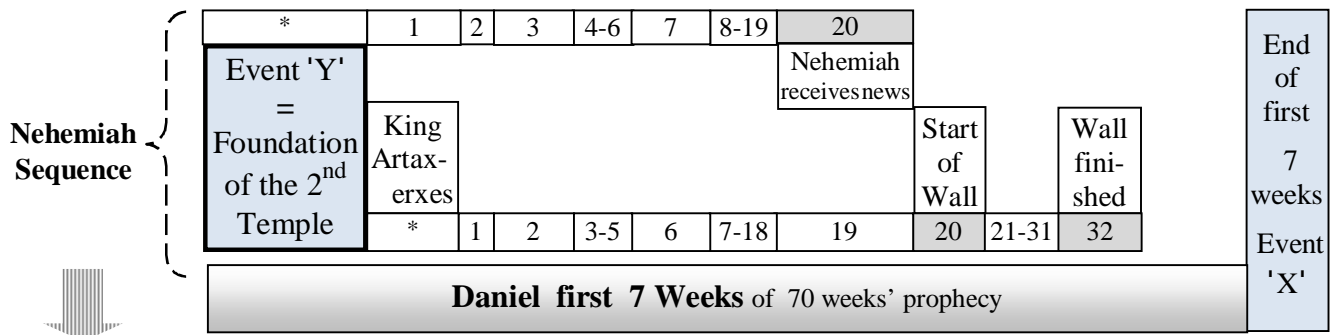 * 1 2 3 4-6 7 8-19 20
Nehemiah
receives news
Event 'Y'
=
Foundation
of the 2nd
Temple
Nehemiah
Sequence
King
Artax-
erxes
Start
of
Wall
Wall
fini-
shed
* 1 2 3-5 6 7-18 19 20 21-31 32
End
of
first
7
weeks
Event
'X'
Daniel first 7 Weeks of 70 weeks’ prophecy